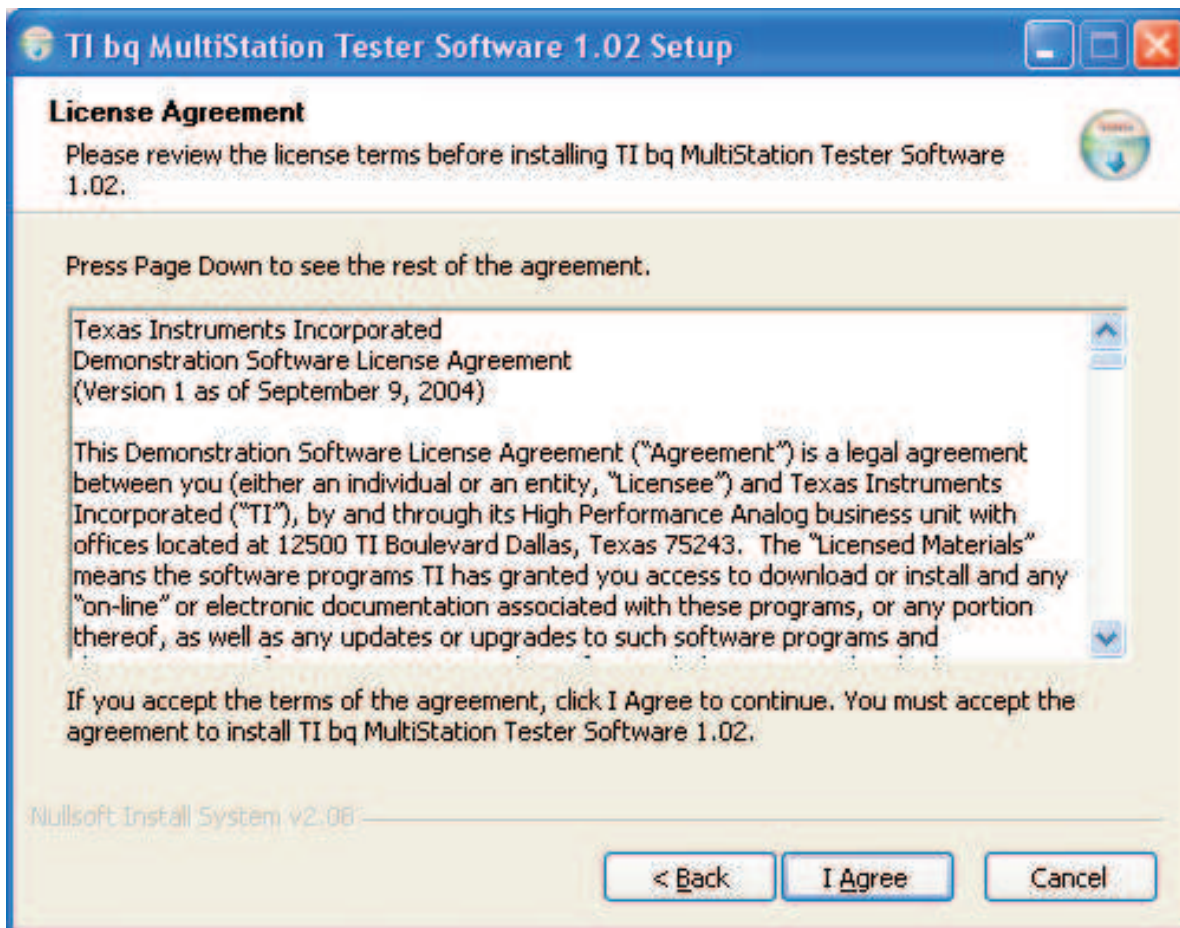 TI bq MultiStation Tester Software 1.02 Setup
License Agreement
Please review the license terms before installing TI bq MultiStation Tester Software
1.02.
Press Page Down to see the rest of the agreement.
Texas Instruments Incorporated
Demonstration Software License Agreement
(Version 1 as of September 9, 2004)
This Demonstration Software License Agreement ("Agreement") is a legal agreement
between you (either an individual or an entity, "Licensee") and Texas Instruments
Incorporated ("TI"), by and through its High Performance Analog business unit with
offices located at 12500 TI Boulevard Dallas, Texas 75243.  The "Licensed Materials"
means the software programs TI has granted you access to download or install and any
"on-line" or electronic documentation associated with these programs, or any portion
thereof, as well as any updates or upgrades to such software programs and
If you accept the terms of the agreement, click I Agree to continue. You must accept the
agreement to install TI bq MultiStation Tester Software 1.02.
Nullsoft Install System v2.08
< Back
I Agree
Cancel